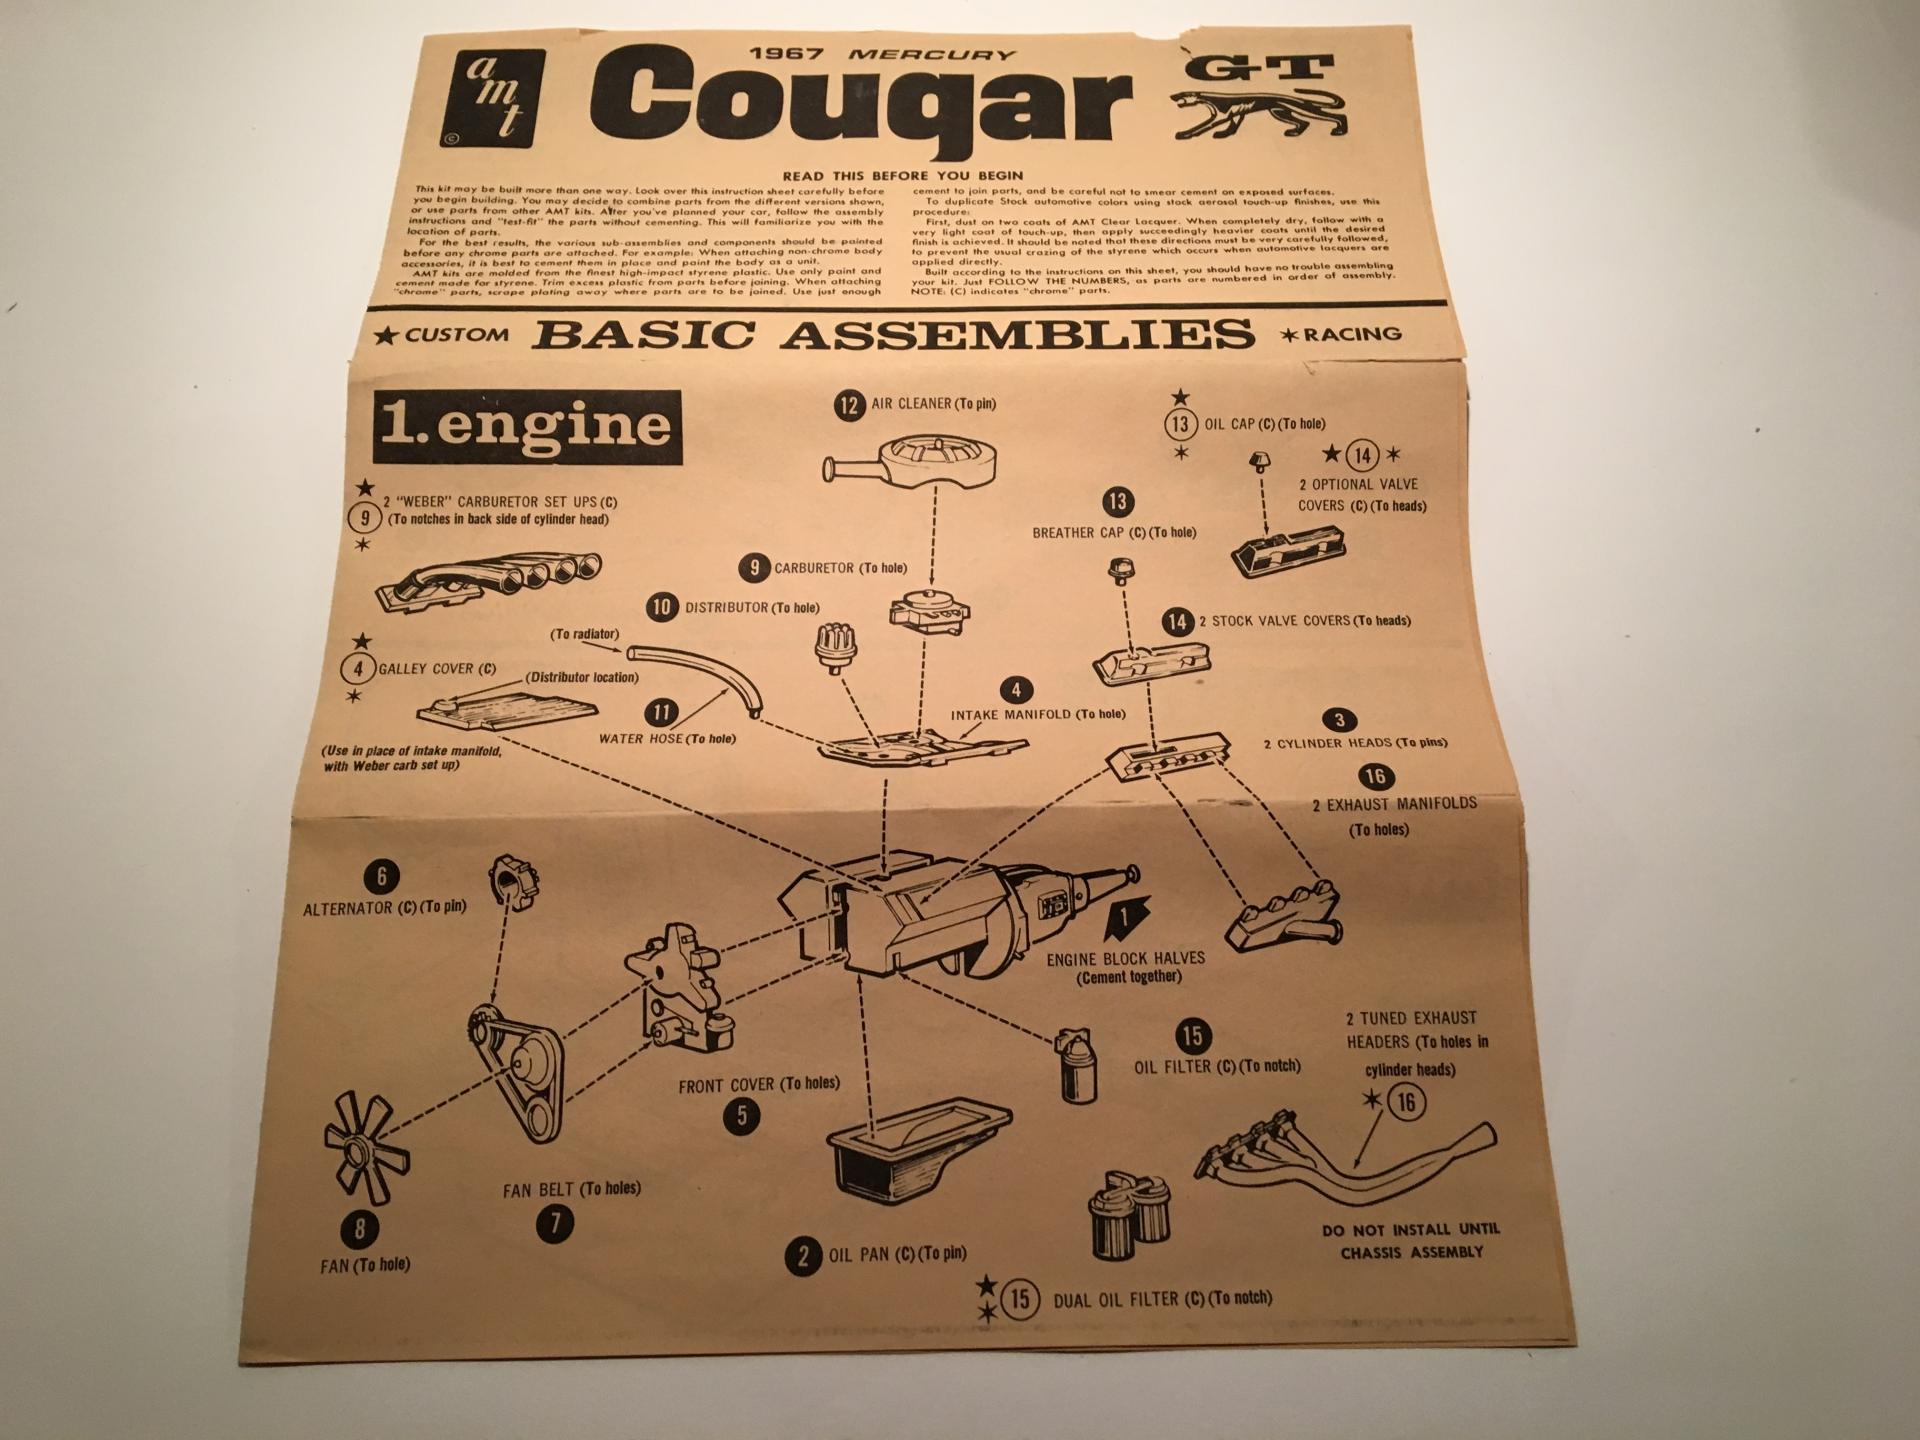 amt
©
1967 MERCURY
Cougar
GT
READ THIS BEFORE YOU BEGIN
This kit may be built more than one way. Look over this instruction sheet carefully before
you begin building. You may decide to combine parts from the different versions shown,
or use parts from other AMT kits. After you've planned your car, follow the assembly
instructions and "test-fit" the parts without cementing. This will familiarize you with the
location of parts.
For the best results, the various sub-assemblies and components should be painted
before any chrome parts are attached. For example: When attaching non-chrome body
accessories, it is best to cement them in place and paint the body as a unit.
AMT kits are molded from the finest high-impact styrene plastic. Use only paint and
cement made for styrene. Trim excess plastic from parts before joining. When attaching
"chrome" parts, scrape plating away where parts are to be joined. Use just enough
cement to join parts, and be careful not to smear cement on exposed surfaces.
To duplicate Stock automotive colors using stock aerosol touch-up finishes, use this
procedure:
First, dust on two coats of AMT Clear Lacquer. When completely dry, follow with a
very light coat of touch-up, then apply succeedingly heavier coats until the desired
finish is achieved. It should be noted that these directions must be very carefully followed,
to prevent the usual crazing of the styrene which occurs when automotive lacquers are
applied directly.
Built according to the instructions on this sheet, you should have no trouble assembling
your kit. Just FOLLOW THE NUMBERS, as parts are numbered in order of assembly.
NOTE: (C) indicates "chrome" parts.
★ CUSTOM BASIC ASSEMBLIES ✶ RACING
1. engine
12 AIR CLEANER (To pin)
★
13 OIL CAP (C) (To hole)
✶
★ 14 ✶
2 OPTIONAL VALVE
COVERS (C) (To heads)
★
9
✶
2 "WEBER" CARBURETOR SET UPS (C)
(To notches in back side of cylinder head)
13
BREATHER CAP (C) (To hole)
9 CARBURETOR (To hole)
10 DISTRIBUTOR (To hole)
14 2 STOCK VALVE COVERS (To heads)
(To radiator)
★
4 GALLEY COVER (C)
✶
(Distributor location)
11
WATER HOSE (To hole)
4
INTAKE MANIFOLD (To hole)
3
2 CYLINDER HEADS (To pins)
(Use in place of intake manifold,
with Weber carb set up)
16
2 EXHAUST MANIFOLDS
(To holes)
6
ALTERNATOR (C) (To pin)
1
ENGINE BLOCK HALVES
(Cement together)
15
OIL FILTER (C) (To notch)
2 TUNED EXHAUST
HEADERS (To holes in
cylinder heads)
✶ 16
FRONT COVER (To holes)
5
FAN BELT (To holes)
7
8
FAN (To hole)
2 OIL PAN (C) (To pin)
DO NOT INSTALL UNTIL
CHASSIS ASSEMBLY
★
✶
15 DUAL OIL FILTER (C) (To notch)